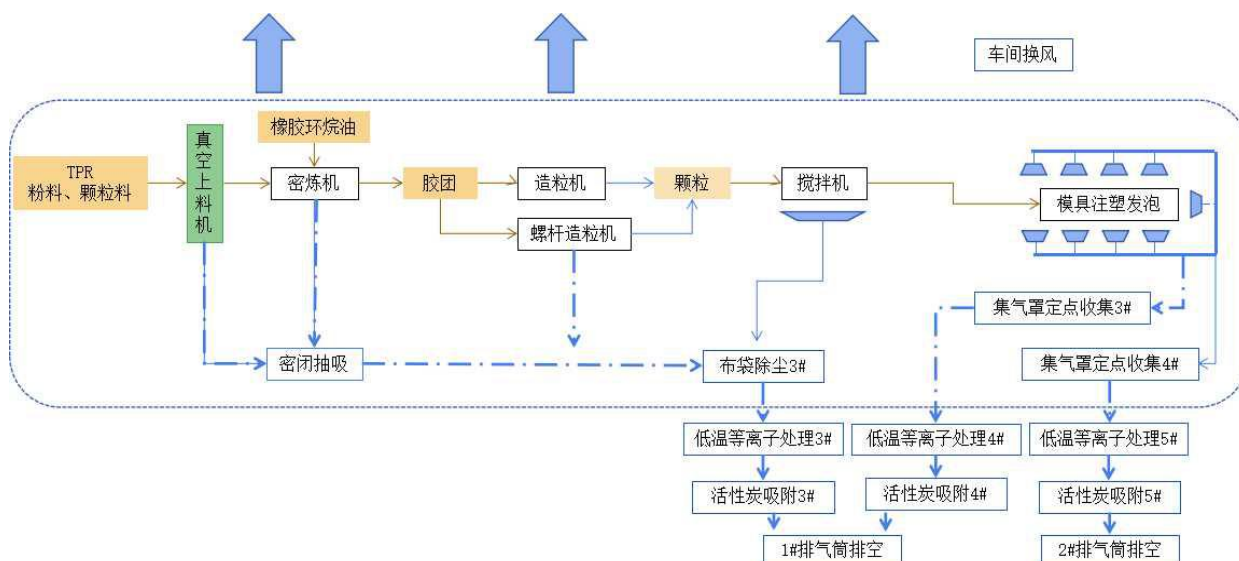 车间换风
橡胶环烷油
TPR
粉料、颗粒料
真空上料机
密炼机
胶团
造粒机
颗粒
搅拌机
模具注塑发泡
螺杆造粒机
集气罩定点收集3#
密闭抽吸
布袋除尘3#
集气罩定点收集4#
低温等离子处理3#
低温等离子处理4#
低温等离子处理5#
活性炭吸附3#
活性炭吸附4#
活性炭吸附5#
1#排气筒排空
2#排气筒排空